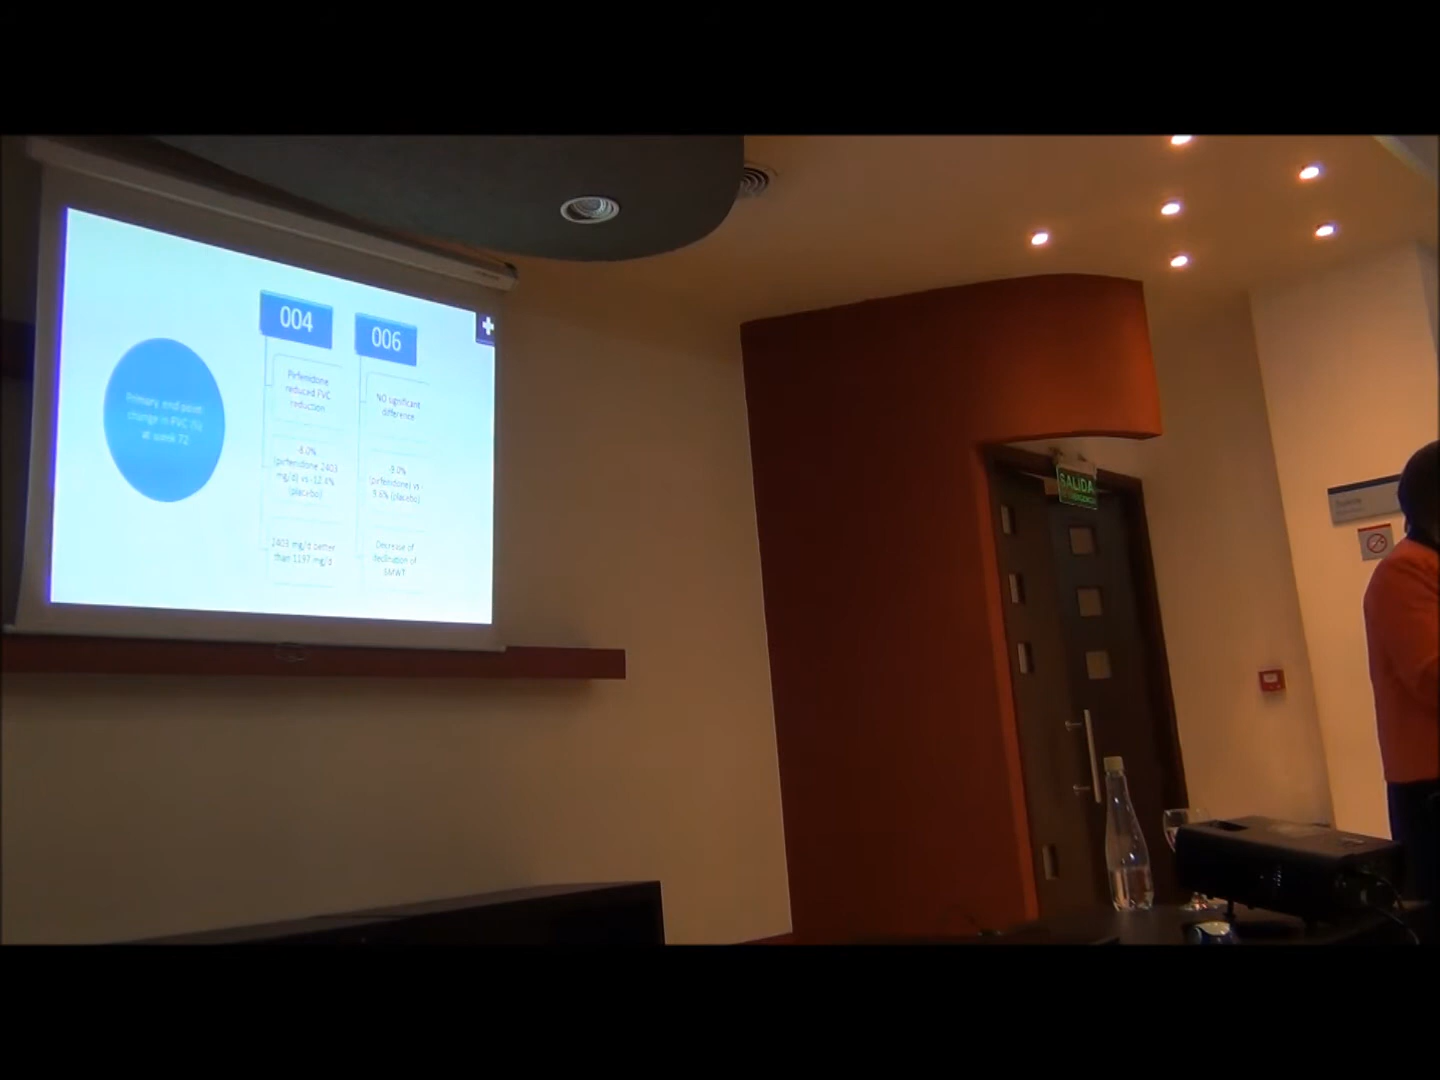 Primary end point:
change in FVC (%)
at week 72
004
Pirfenidone
reduced FVC
reduction
-8.0%
(pirfenidone 2403
mg/d) vs -12.4%
(placebo)
2403 mg/d better
than 1197 mg/d
006
NO significant
difference
-9.0%
(pirfenidone) vs -
9.6% (placebo)
Decrease of
declination of
6MWT
SALIDA